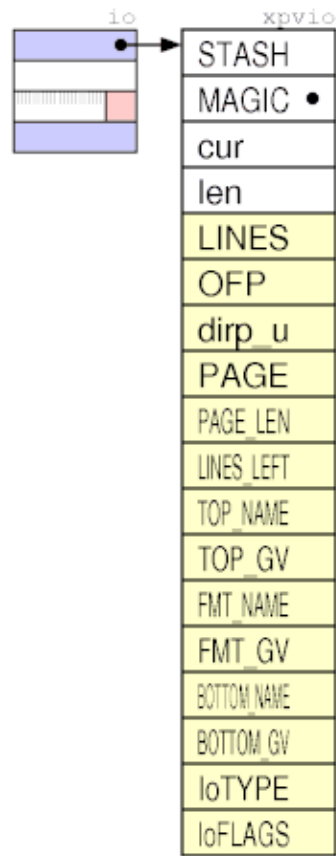 io
xpvio
STASH
MAGIC
cur
len
LINES
OFP
dirp_u
PAGE
PAGE_LEN
LINES_LEFT
TOP_NAME
TOP_GV
FMT_NAME
FMT_GV
BOTTOM_NAME
BOTTOM_GV
IoTYPE
IoFLAGS